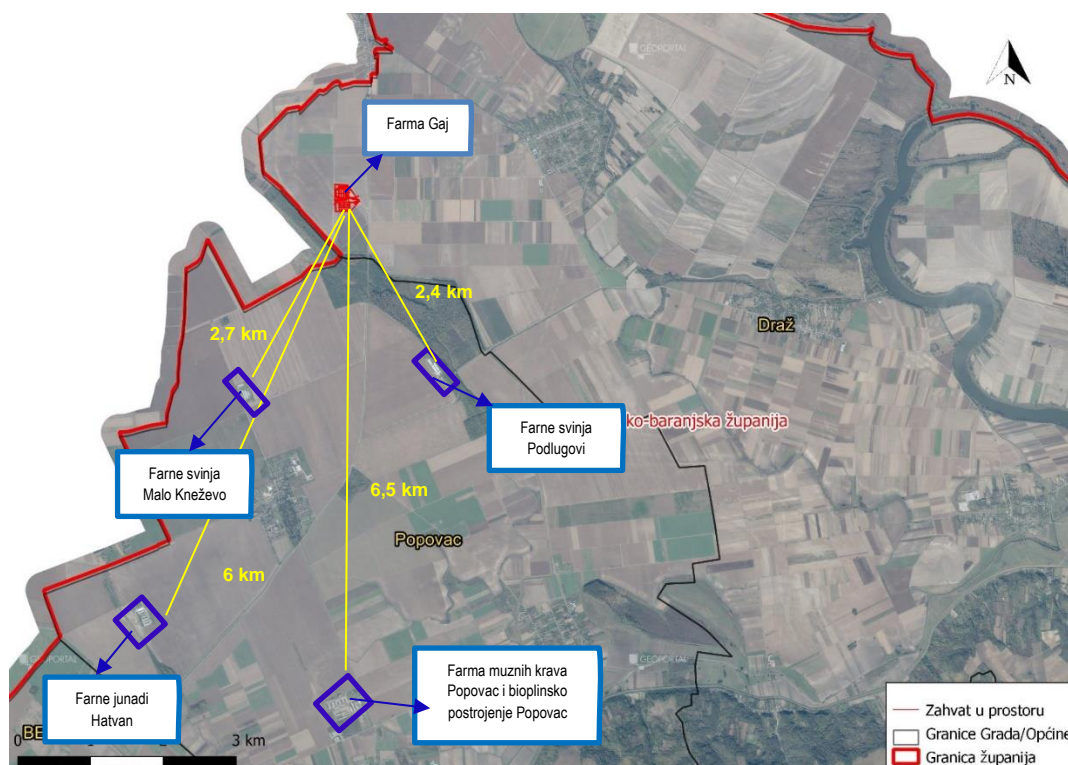 GEOPORTAL
GEOPORTAL
N
Farma Gaj
2,4 km
2,7 km
Draž
Farne svinja
Podlugovi
ko-baranjska županija
Farne svinja
Malo Kneževo
6,5 km
Popovac
6 km
GEOPORTAL
GEOPORTAL
Farma muznih krava
Popovac i bioplinsko
postrojenje Popovac
Farne junadi
Hatvan
BE
3 km
Zahvat u prostoru
Granice Grada/Općine
Granica županija